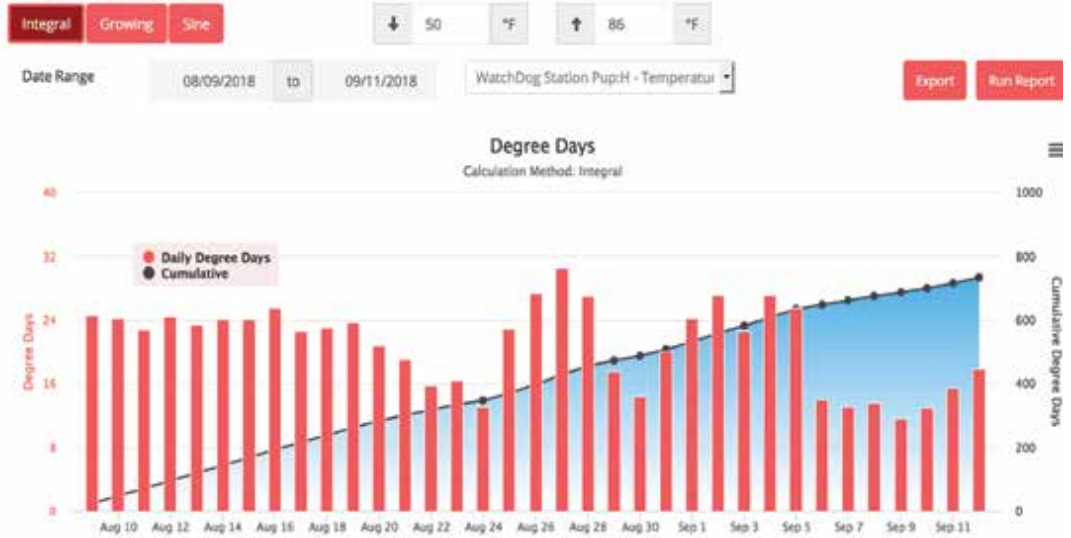 Integral Growing Sine 50 °F 86 °F
Date Range 08/09/2018 to 09/11/2018 WatchDog Station Pup:H - Temperatur Export Run Report
Degree Days
Calculation Method: Integral
40 1000
32 800
Daily Degree Days
Cumulative
24 600
16 400
8 200
0 0
Degree Days
Cumulative Degree Days
Aug 10 Aug 12 Aug 14 Aug 16 Aug 18 Aug 20 Aug 22 Aug 24 Aug 26 Aug 28 Aug 30 Sep 1 Sep 3 Sep 5 Sep 7 Sep 9 Sep 11